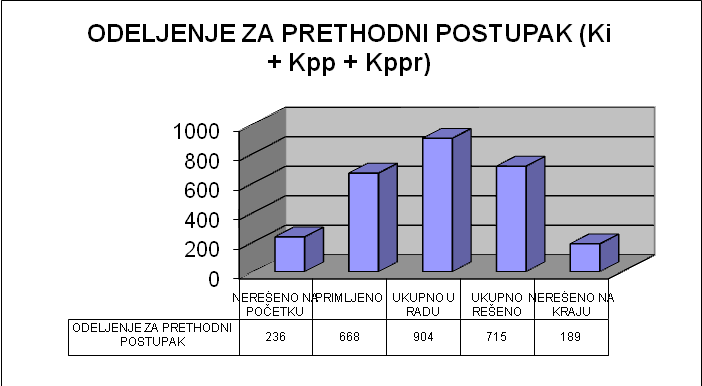 ODELJENJE ZA PRETHODNI POSTUPAK (Ki
+ Kpp + Kppr)
1000
800
600
400
200
0
NEREŠENO NA POČETKU
PRIMLJENO
UKUPNO U RADU
UKUPNO REŠENO
NEREŠENO NA KRAJU
ODELJENJE ZA PRETHODNI
POSTUPAK
236 668 904 715 189